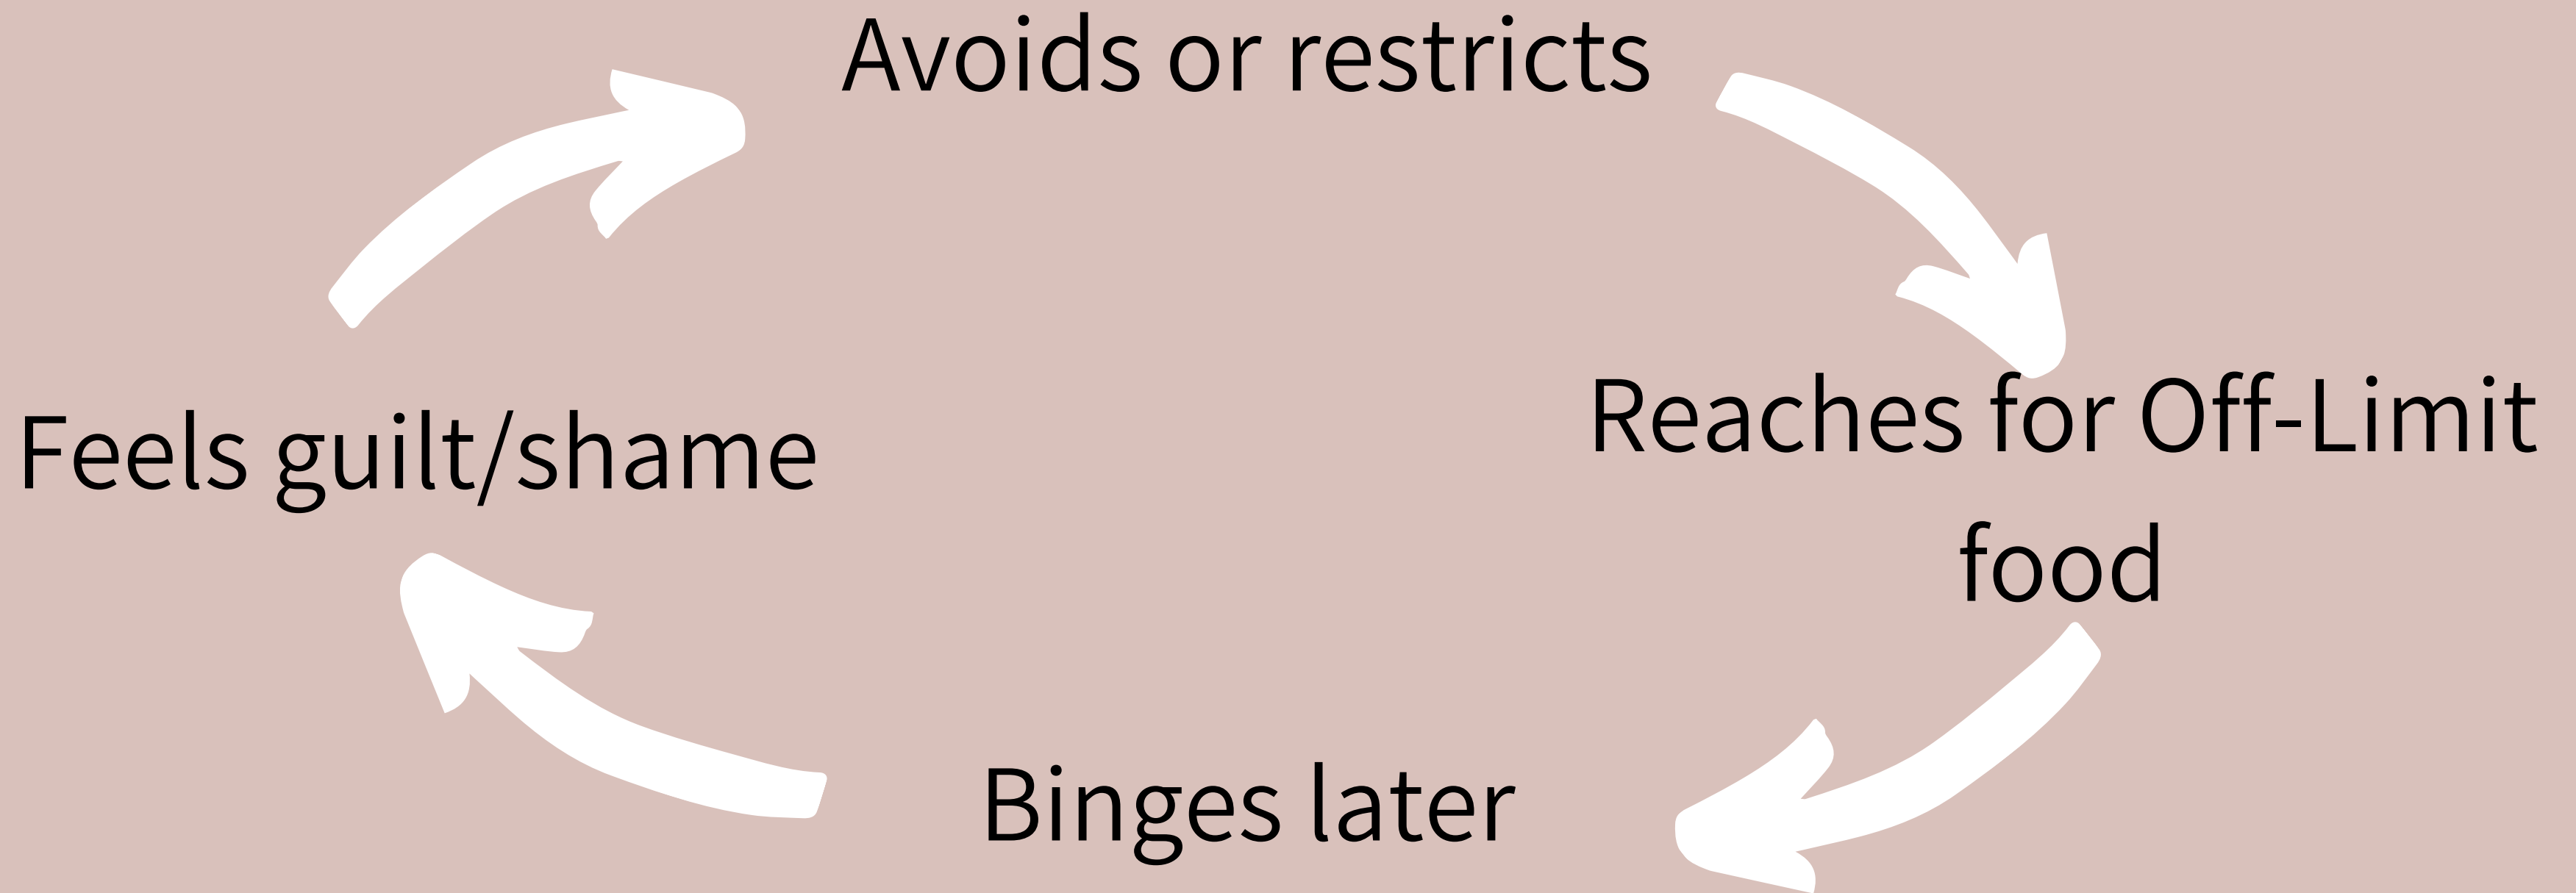 Avoids or restricts
Reaches for Off-Limit
food
Feels guilt/shame
Binges later